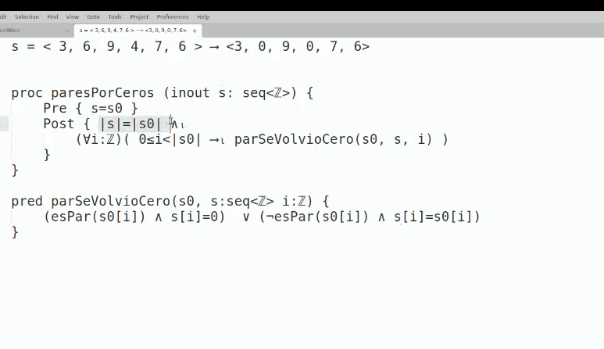 Selection Find View Goto Tools Project Preferences Help
s = < 3, 6, 9, 4, 7, 6 > --> <3, 0, 9, 0, 7, 6>
s = < 3, 6, 9, 4, 7, 6 > ⟶ <3, 0, 9, 0, 7, 6>
proc paresPorCeros (inout s: seq<ℤ>) {
Pre { s=s0 }
Post { |s|=|s0| ∧ʟ
(∀i:ℤ)( 0≤i<|s0| ⟶ʟ parSeVolvioCero(s0, s, i) )
}
}
pred parSeVolvioCero(s0, s:seq<ℤ> i:ℤ) {
(esPar(s0[i]) ∧ s[i]=0) ∨ (¬esPar(s0[i]) ∧ s[i]=s0[i])
}